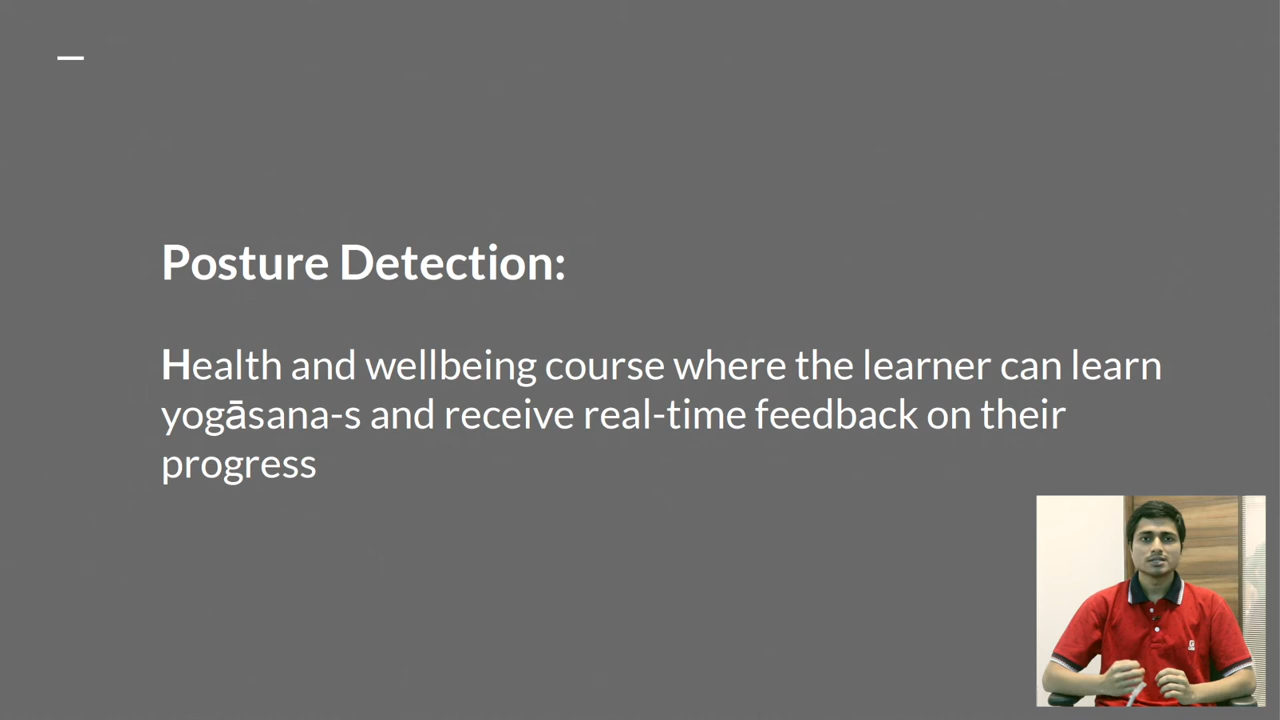 Posture Detection:
Health and wellbeing course where the learner can learn
yogāsana-s and receive real-time feedback on their
progress